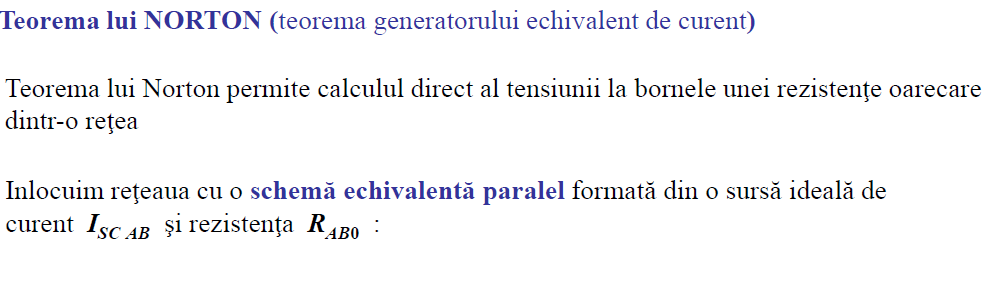 Teorema lui NORTON (teorema generatorului echivalent de curent)
Teorema lui Norton permite calculul direct al tensiunii la bornele unei rezistenţe oarecare
dintr-o reţea
Inlocuim reţeaua cu o schemă echivalentă paralel formată din o sursă ideală de
curent I_SC AB şi rezistenţa R_AB0 :